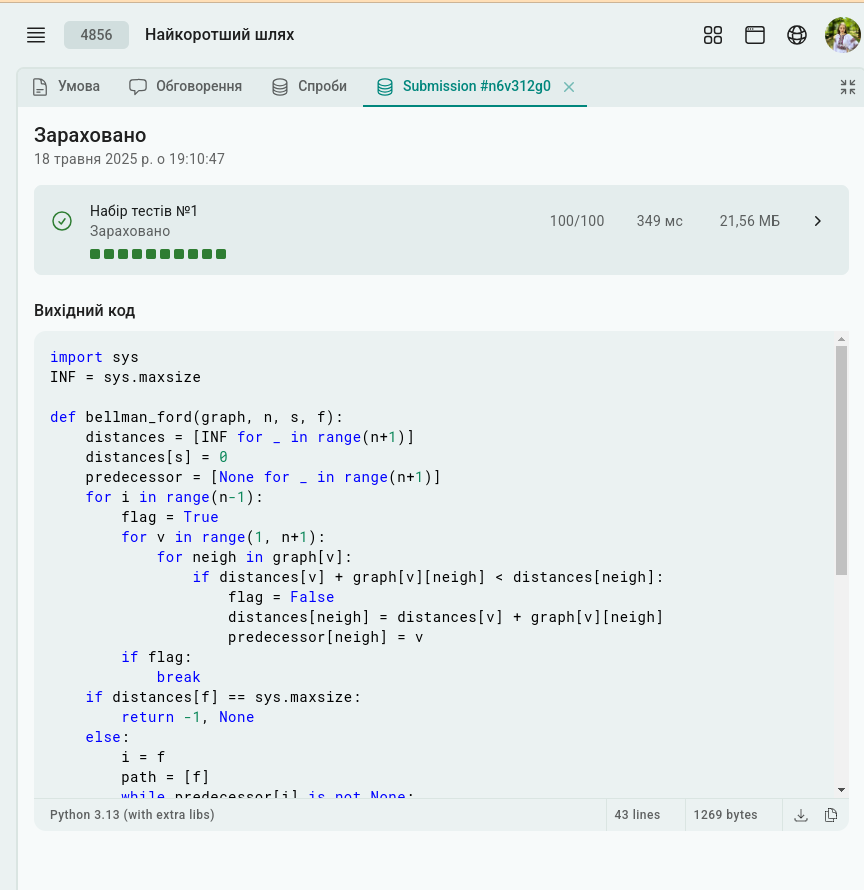 4856 Найкоротший шлях
Умова Обговорення Спроби Submission #n6v312g0
Зараховано
18 травня 2025 р. о 19:10:47
Набір тестів №1
Зараховано
100/100 349 мс 21,56 МБ
Вихідний код
import sys
INF = sys.maxsize
def bellman_ford(graph, n, s, f):
    distances = [INF for _ in range(n+1)]
    distances[s] = 0
    predecessor = [None for _ in range(n+1)]
    for i in range(n-1):
        flag = True
        for v in range(1, n+1):
            for neigh in graph[v]:
                if distances[v] + graph[v][neigh] < distances[neigh]:
                    flag = False
                    distances[neigh] = distances[v] + graph[v][neigh]
                    predecessor[neigh] = v
        if flag:
            break
    if distances[f] == sys.maxsize:
        return -1, None
    else:
        i = f
        path = [f]
        while predecessor[i] is not None:
Python 3.13 (with extra libs) 43 lines 1269 bytes